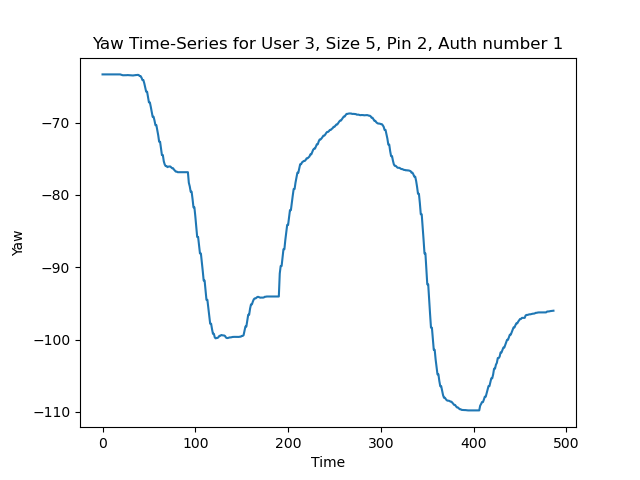 Yaw Time-Series for User 3, Size 5, Pin 2, Auth number 1
−70
−80
−90
−100
−110
Yaw
0 100 200 300 400 500
Time